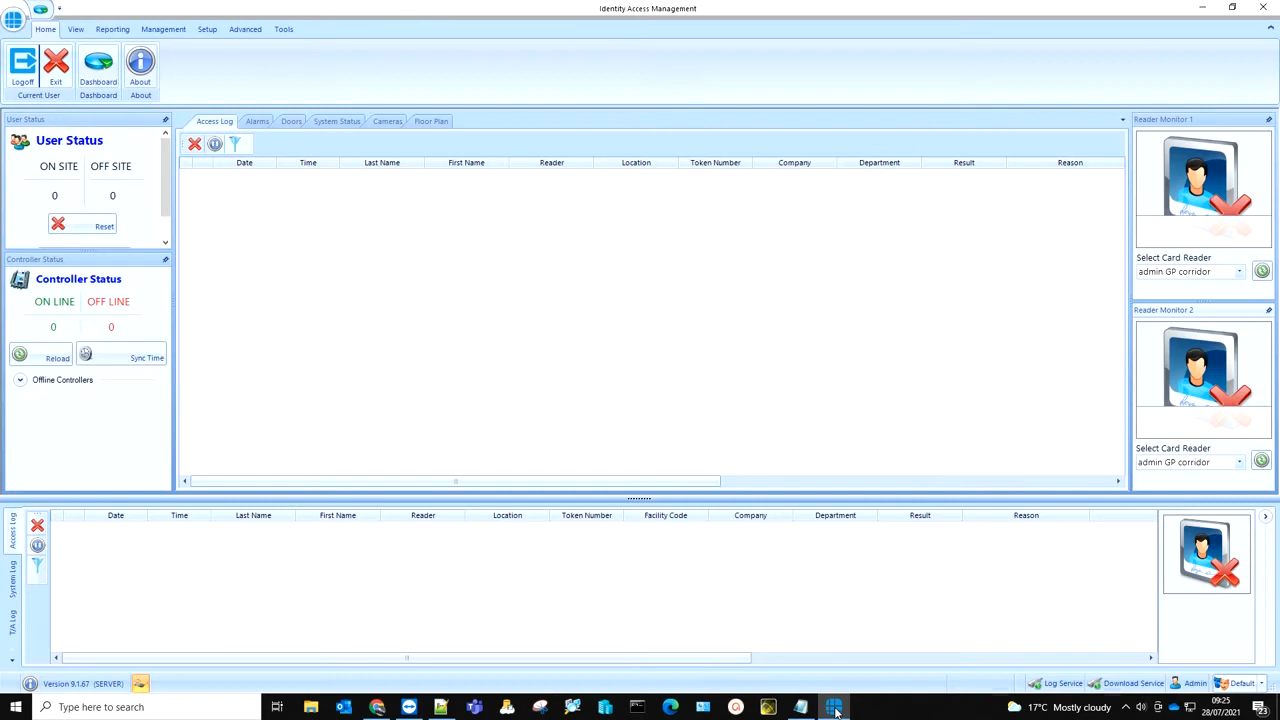 Identity Access Management
Home View Reporting Management Setup Advanced Tools
Logoff Exit Dashboard About
Current User Dashboard About
User Status
User Status
ON SITE OFF SITE
0 0
Reset
Controller Status
Controller Status
ON LINE OFF LINE
0 0
Reload Sync Time
Offline Controllers
Access Log Alarms Doors System Status Cameras Floor Plan
Date Time Last Name First Name Reader Location Token Number Company Department Result Reason
Reader Monitor 1
Select Card Reader
admin GP corridor
Reader Monitor 2
Select Card Reader
admin GP corridor
Access Log
System Log
T/A Log
Date Time Last Name First Name Reader Location Token Number Facility Code Company Department Result Reason
Version 9.1.67 (SERVER)
Log Service Download Service Admin Default
Type here to search
17°C Mostly cloudy
09:25
28/07/2021